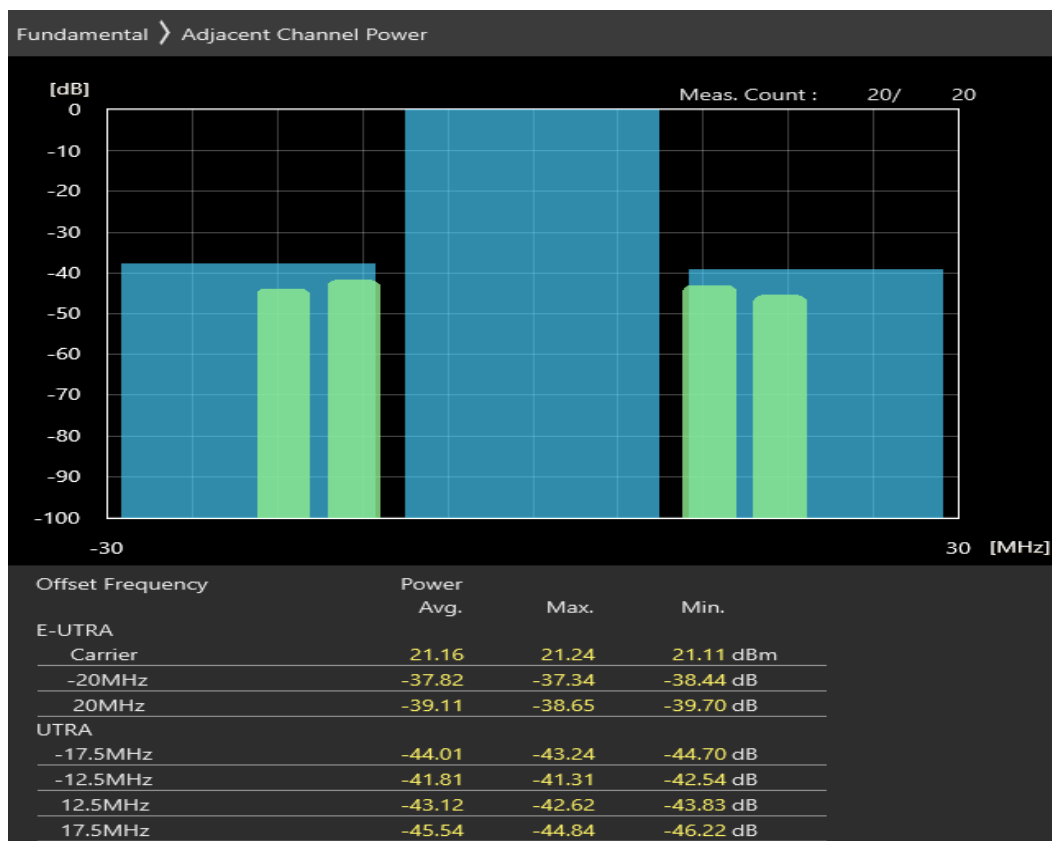 Fundamental 〉 Adjacent Channel Power
[dB]
Meas. Count : 20/ 20
0
-10
-20
-30
-40
-50
-60
-70
-80
-90
-100
-30 30 [MHz]
Offset Frequency Power
Avg. Max. Min.
E-UTRA
Carrier 21.16 21.24 21.11 dBm
-20MHz -37.82 -37.34 -38.44 dB
20MHz -39.11 -38.65 -39.70 dB
UTRA
-17.5MHz -44.01 -43.24 -44.70 dB
-12.5MHz -41.81 -41.31 -42.54 dB
12.5MHz -43.12 -42.62 -43.83 dB
17.5MHz -45.54 -44.84 -46.22 dB